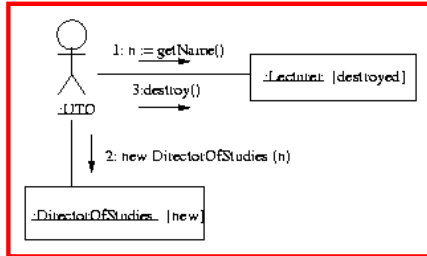 1: n := getName()
:Lecturer [destroyed]
3:destroy()
:UTO
2: new DirectorOfStudies (n)
:DirectorOfStudies [new]